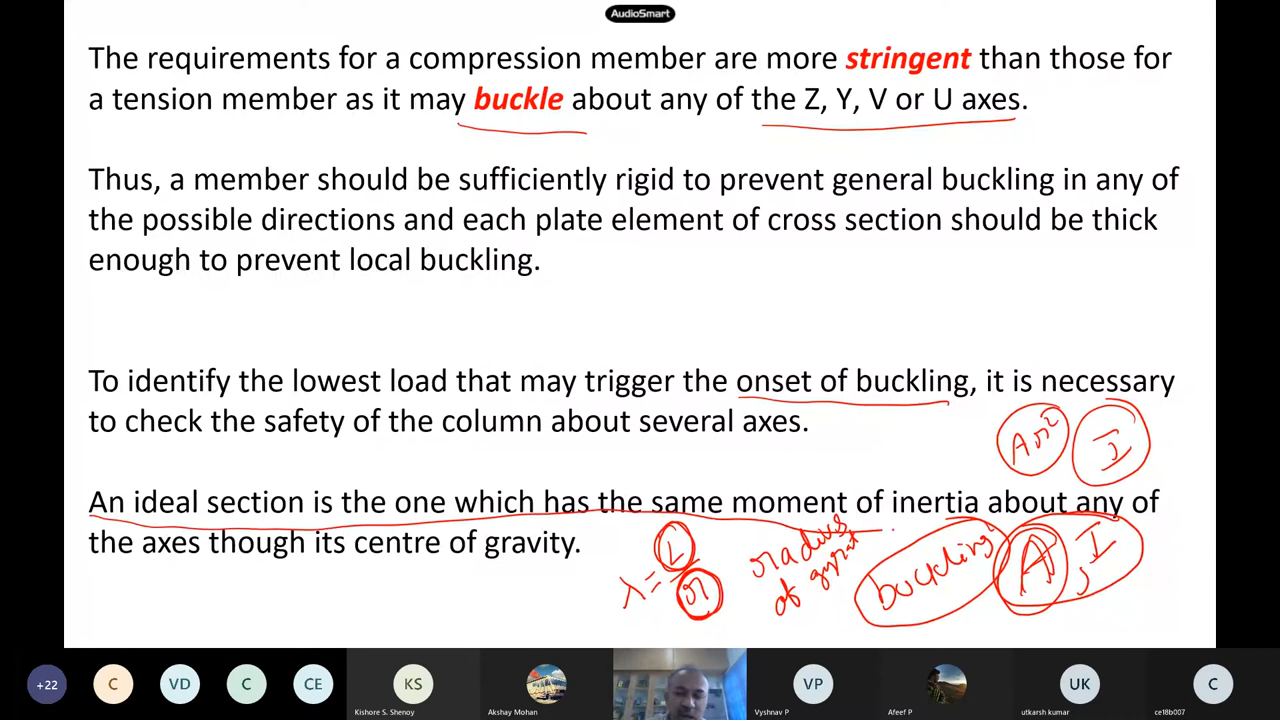 AudioSmart
The requirements for a compression member are more stringent than those for
a tension member as it may buckle about any of the Z, Y, V or U axes.
Thus, a member should be sufficiently rigid to prevent general buckling in any of
the possible directions and each plate element of cross section should be thick
enough to prevent local buckling.
To identify the lowest load that may trigger the onset of buckling, it is necessary
to check the safety of the column about several axes.
Ar² I
An ideal section is the one which has the same moment of inertia about any of
the axes though its centre of gravity.
λ = L/r
radius
of
buckling
A, I
+22 C VD C CE KS VP UK C
Kishore S. Shenoy Akshay Mohan Vyshnav P Afeef P utkarsh kumar ce18b007